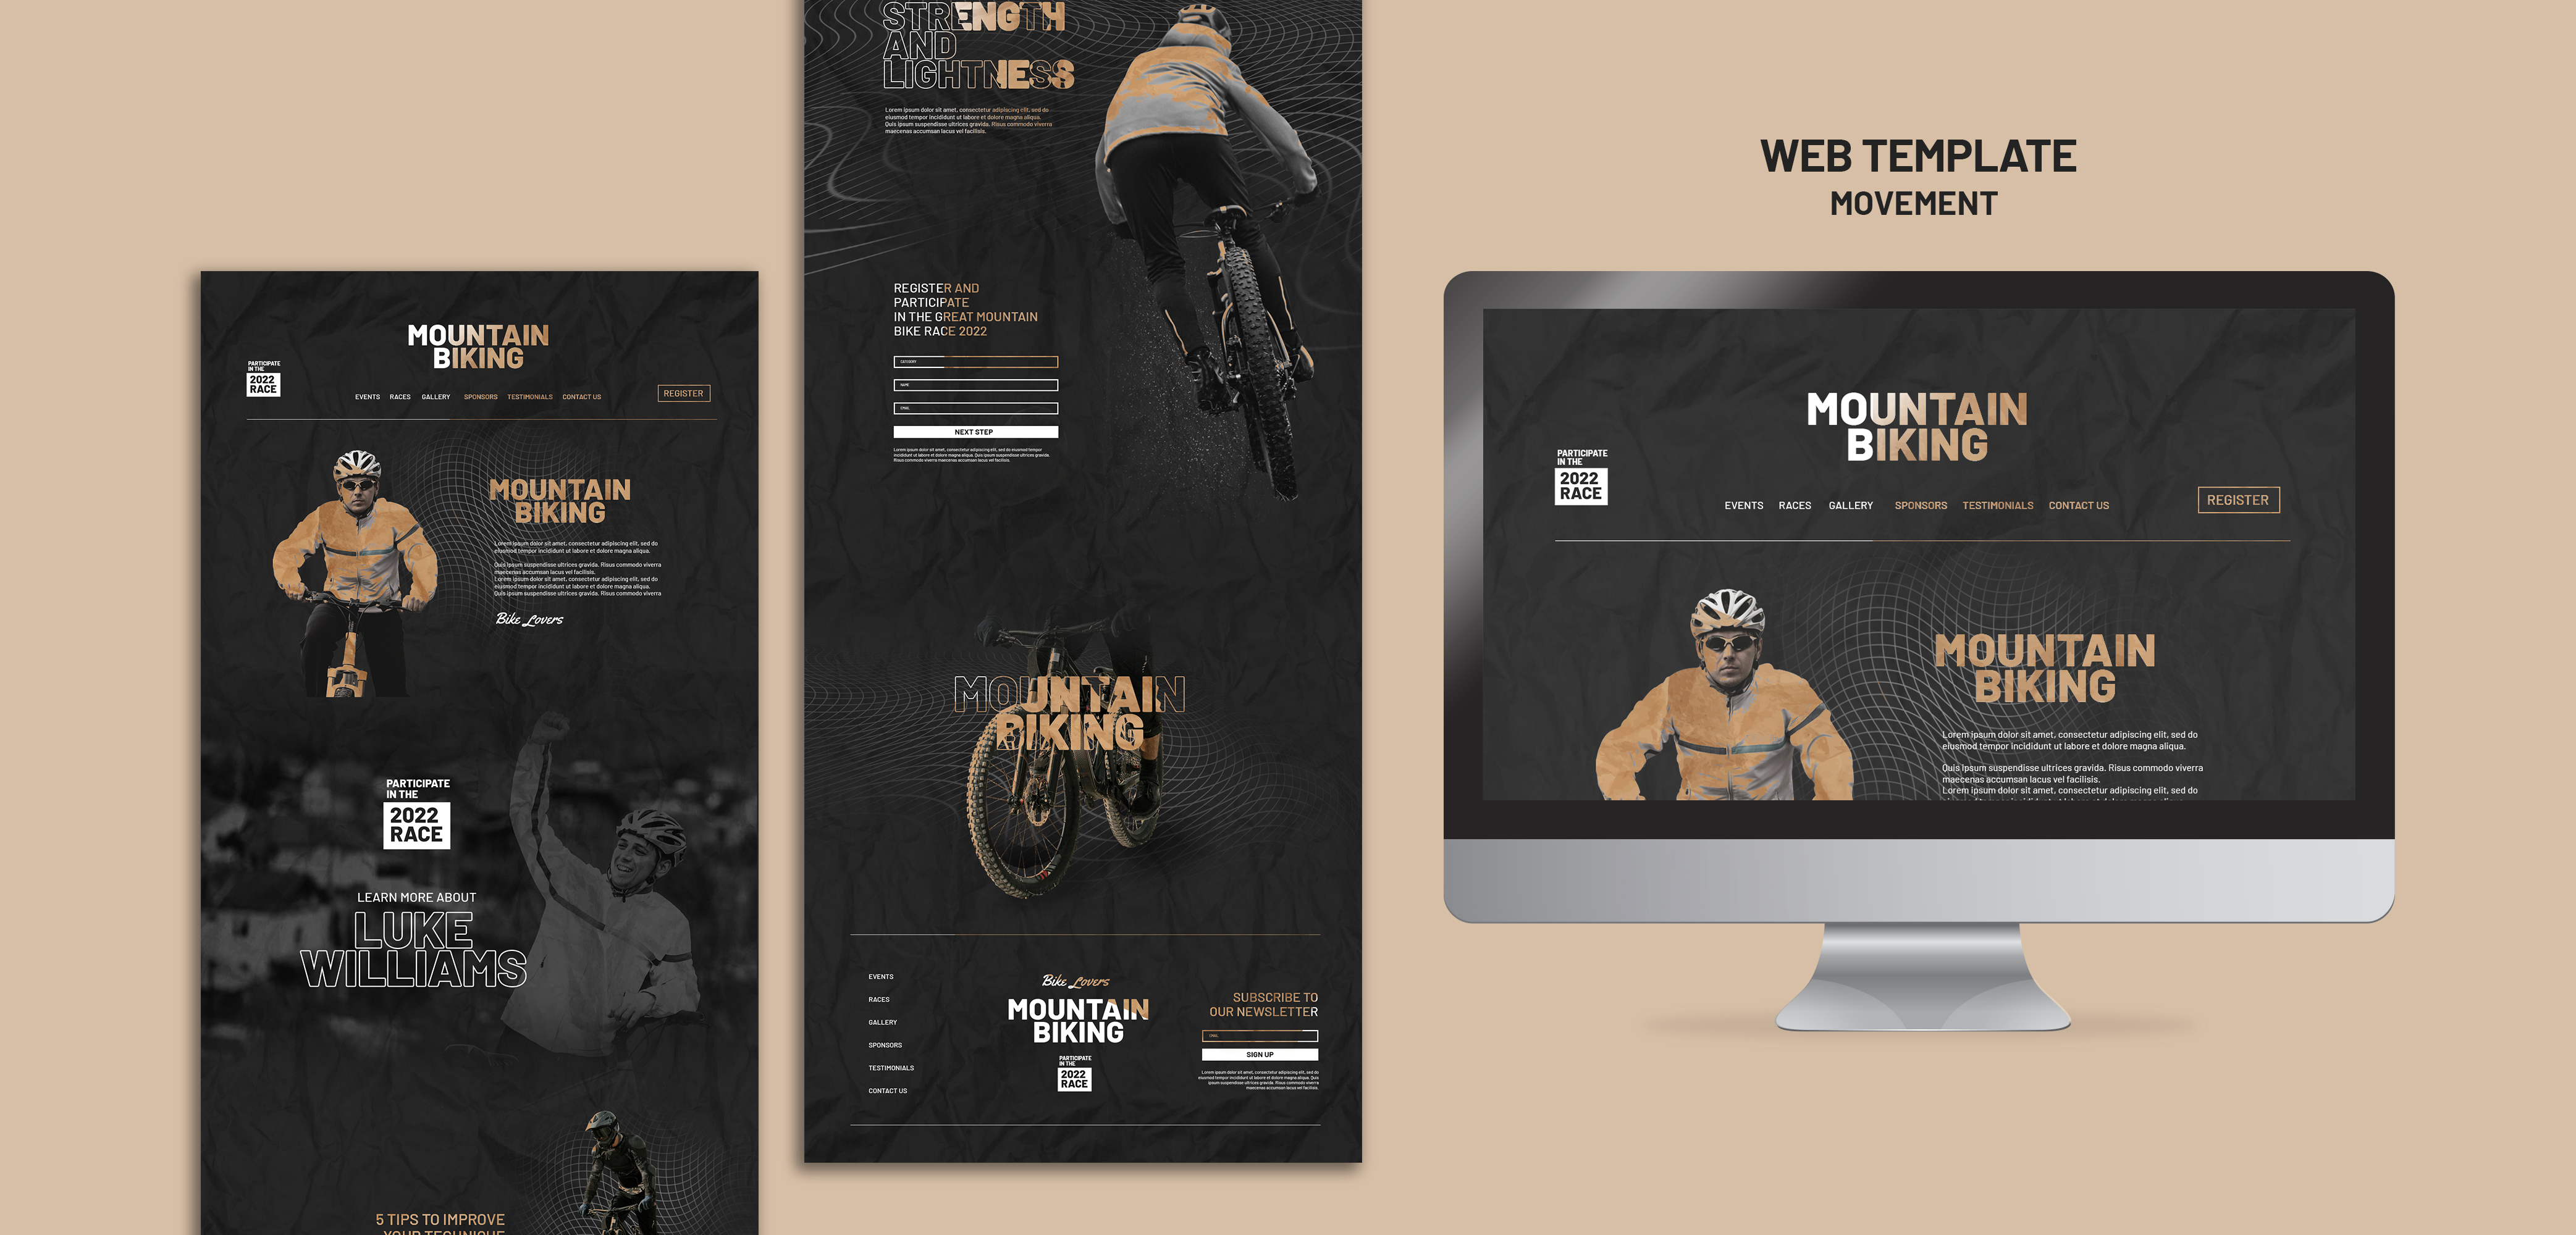 WEB TEMPLATE
MOVEMENT
MOUNTAIN
BIKING
PARTICIPATE
IN THE
2022
RACE
EVENTS RACES GALLERY SPONSORS TESTIMONIALS CONTACT US
REGISTER
MOUNTAIN
BIKING
Lorem ipsum dolor sit amet, consectetur adipiscing elit, sed do
eiusmod tempor incididunt ut labore et dolore magna aliqua.
Quis ipsum suspendisse ultrices gravida. Risus commodo viverra
maecenas accumsan lacus vel facilisis.
Lorem ipsum dolor sit amet, consectetur adipiscing elit, sed do
eiusmod tempor incididunt ut labore et dolore magna aliqua.
Quis ipsum suspendisse ultrices gravida. Risus commodo viverra
Bike Lovers
PARTICIPATE
IN THE
2022
RACE
LEARN MORE ABOUT
LUKE
WILLIAMS
5 TIPS TO IMPROVE
YOUR TECHNIQUE
STRENGTH
AND
LIGHTNESS
Lorem ipsum dolor sit amet, consectetur adipiscing elit, sed do
eiusmod tempor incididunt ut labore et dolore magna aliqua.
Quis ipsum suspendisse ultrices gravida. Risus commodo viverra
maecenas accumsan lacus vel facilisis.
REGISTER AND
PARTICIPATE
IN THE GREAT MOUNTAIN
BIKE RACE 2022
CATEGORY
NAME
EMAIL
NEXT STEP
Lorem ipsum dolor sit amet, consectetur adipiscing elit, sed do eiusmod tempor
incididunt ut labore et dolore magna aliqua. Quis ipsum suspendisse ultrices gravida.
Risus commodo viverra maecenas accumsan lacus vel facilisis.
MOUNTAIN
BIKING
EVENTS
RACES
GALLERY
SPONSORS
TESTIMONIALS
CONTACT US
Bike Lovers
MOUNTAIN
BIKING
PARTICIPATE
IN THE
2022
RACE
SUBSCRIBE TO
OUR NEWSLETTER
EMAIL
SIGN UP
Lorem ipsum dolor sit amet, consectetur adipiscing elit, sed do
eiusmod tempor incididunt ut labore et dolore magna aliqua. Quis
ipsum suspendisse ultrices gravida. Risus commodo viverra
maecenas accumsan lacus vel facilisis.
MOUNTAIN
BIKING
PARTICIPATE
IN THE
2022
RACE
EVENTS RACES GALLERY SPONSORS TESTIMONIALS CONTACT US
REGISTER
MOUNTAIN
BIKING
Lorem ipsum dolor sit amet, consectetur adipiscing elit, sed do
eiusmod tempor incididunt ut labore et dolore magna aliqua.
Quis ipsum suspendisse ultrices gravida. Risus commodo viverra
maecenas accumsan lacus vel facilisis.
Lorem ipsum dolor sit amet, consectetur adipiscing elit, sed do